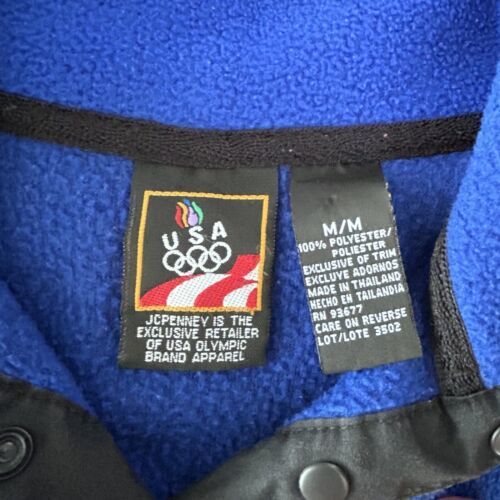 USA
JCPENNEY IS THE
EXCLUSIVE RETAILER
OF USA OLYMPIC
BRAND APPAREL
M/M
100% POLYESTER/
POLIESTER
EXCLUSIVE OF TRIM
EXCLUYE ADORNOS
MADE IN THAILAND
HECHO EN TAILANDIA
RN 93677
CARE ON REVERSE
LOT/LOTE 3502